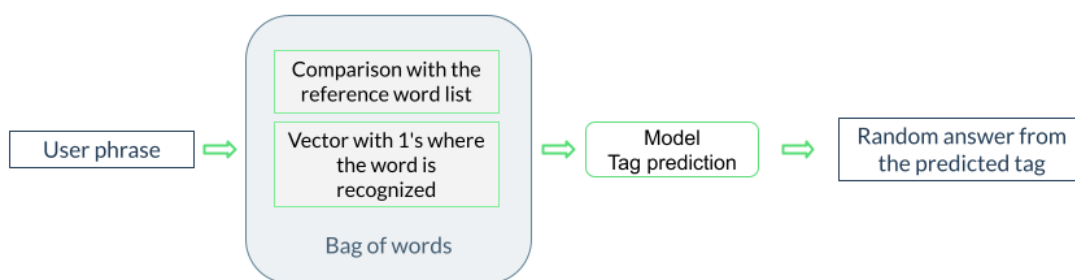 User phrase
Comparison with the
reference word list
Vector with 1's where
the word is
recognized
Bag of words
Model
Tag prediction
Random answer from
the predicted tag